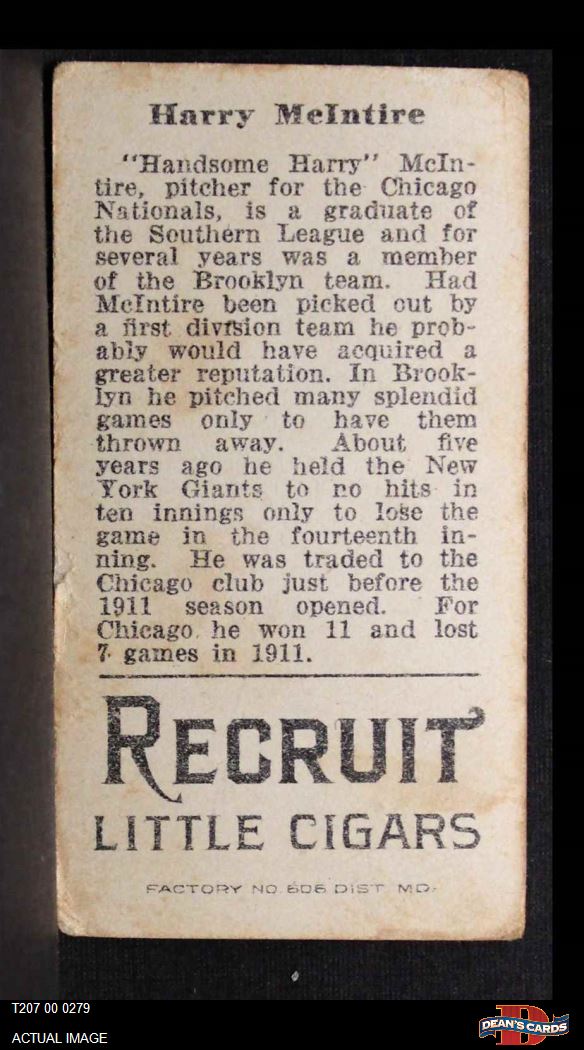 Harry McIntire
"Handsome Harry" McIn-
tire, pitcher for the Chicago
Nationals, is a graduate of
the Southern League and for
several years was a member
of the Brooklyn team. Had
McIntire been picked out by
a first division team he prob-
ably would have acquired a
greater reputation. In Brook-
lyn he pitched many splendid
games only to have them
thrown away. About five
years ago he held the New
York Giants to no hits in
ten innings only to lose the
game in the fourteenth in-
ning. He was traded to the
Chicago club just before the
1911 season opened. For
Chicago he won 11 and lost
7 games in 1911.
RECRUIT
LITTLE CIGARS
FACTORY NO. 606 DIST. MD.
T207 00 0279
ACTUAL IMAGE
DEAN'S CARDS